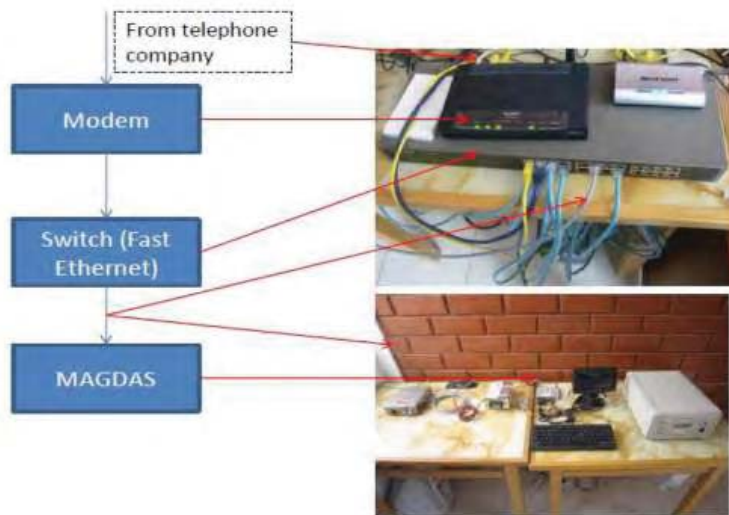 From telephone
company
Modem
Switch (Fast
Ethernet)
MAGDAS